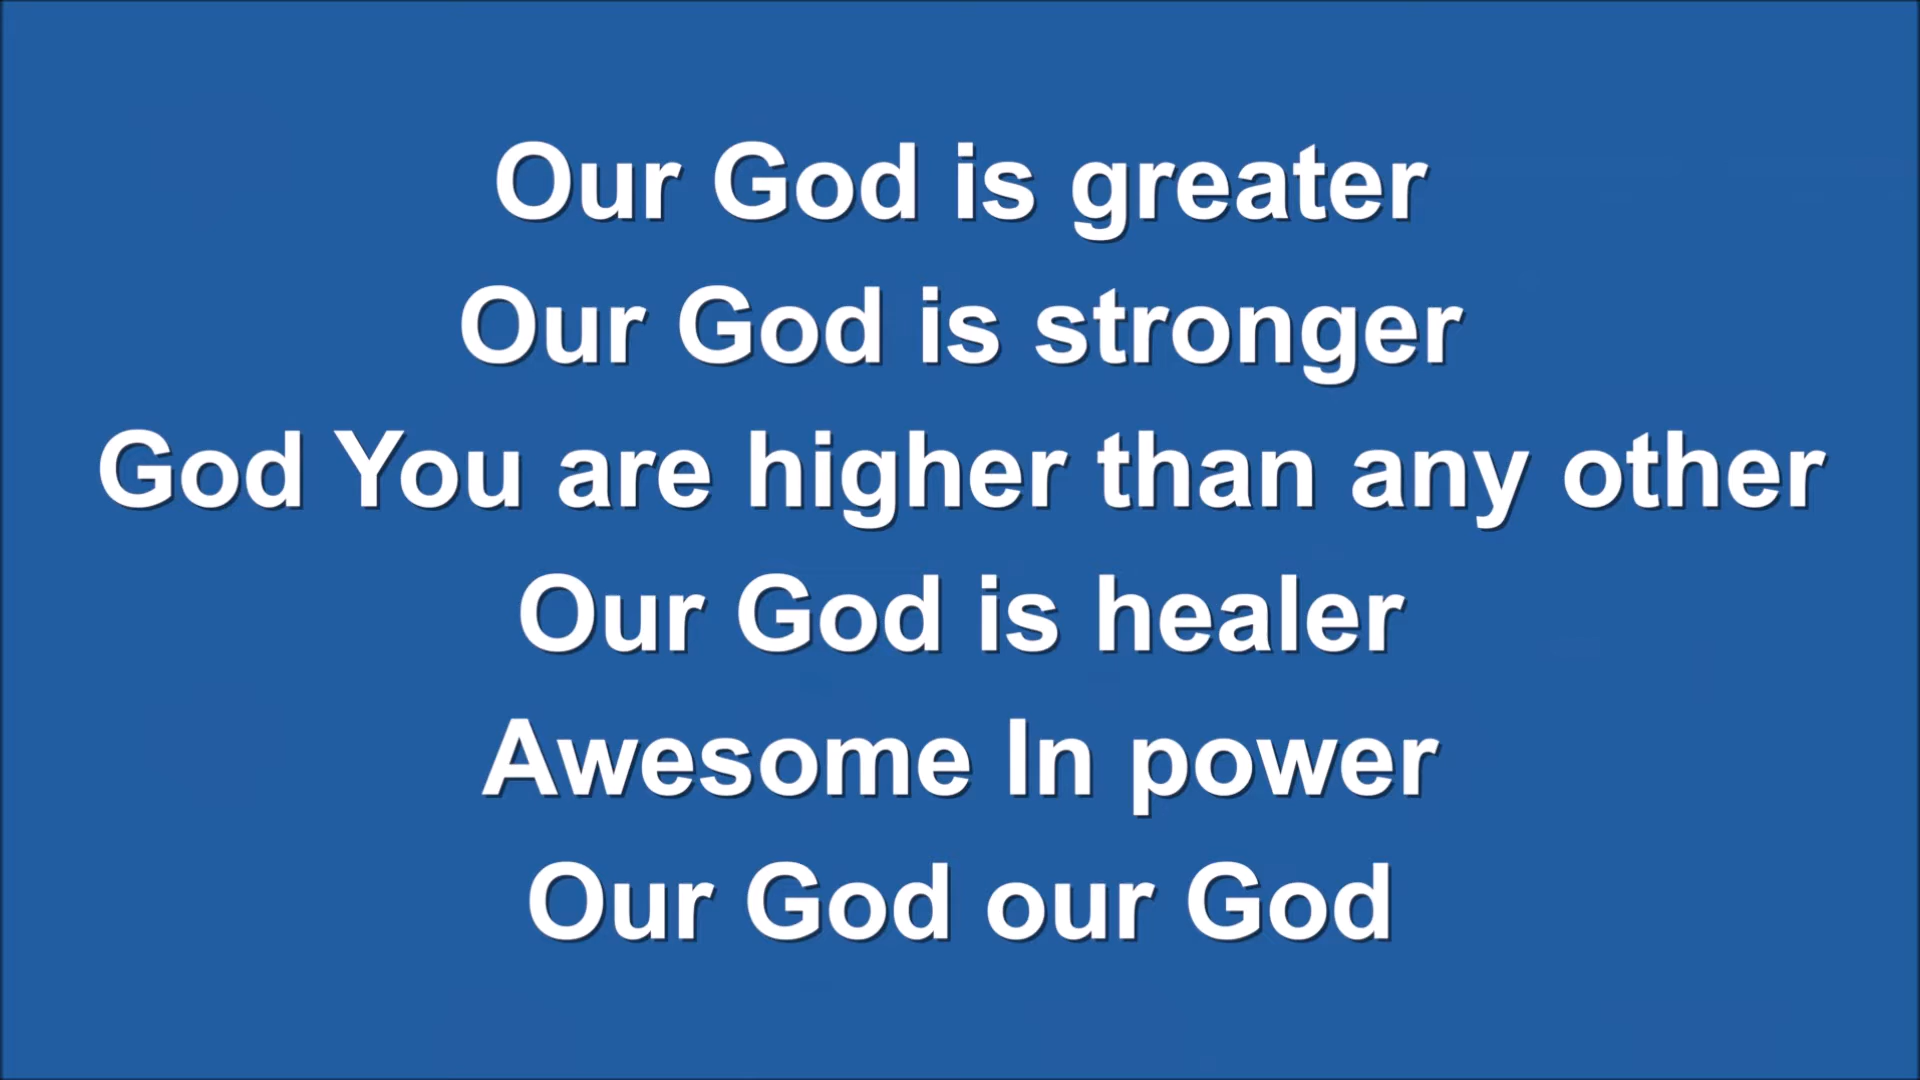 Our God is greater
Our God is stronger
God You are higher than any other
Our God is healer
Awesome In power
Our God our God